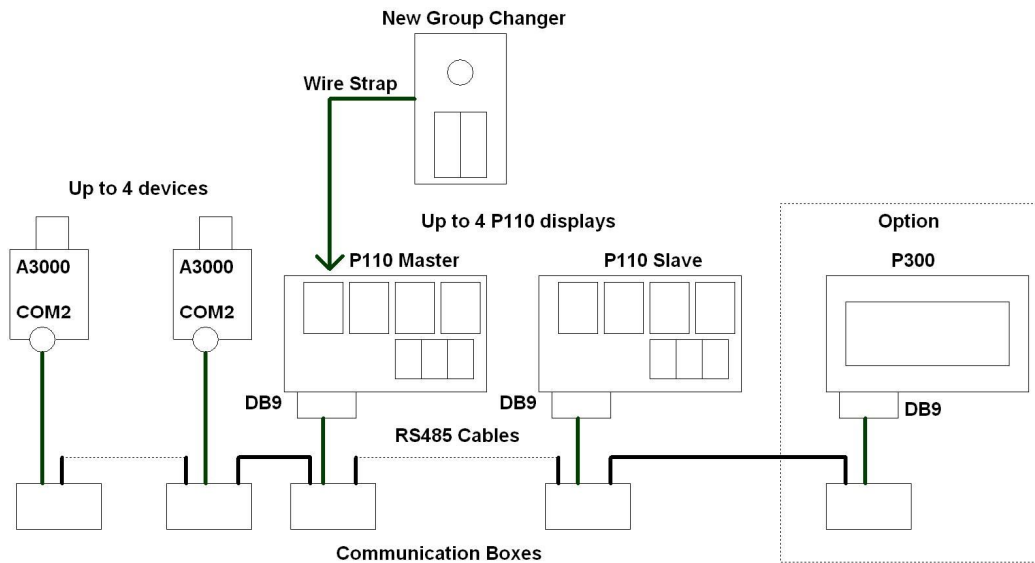 New Group Changer
Wire Strap
Up to 4 devices
Up to 4 P110 displays
Option
A3000
A3000
P110 Master
P110 Slave
P300
COM2
COM2
DB9
DB9
DB9
RS485 Cables
Communication Boxes